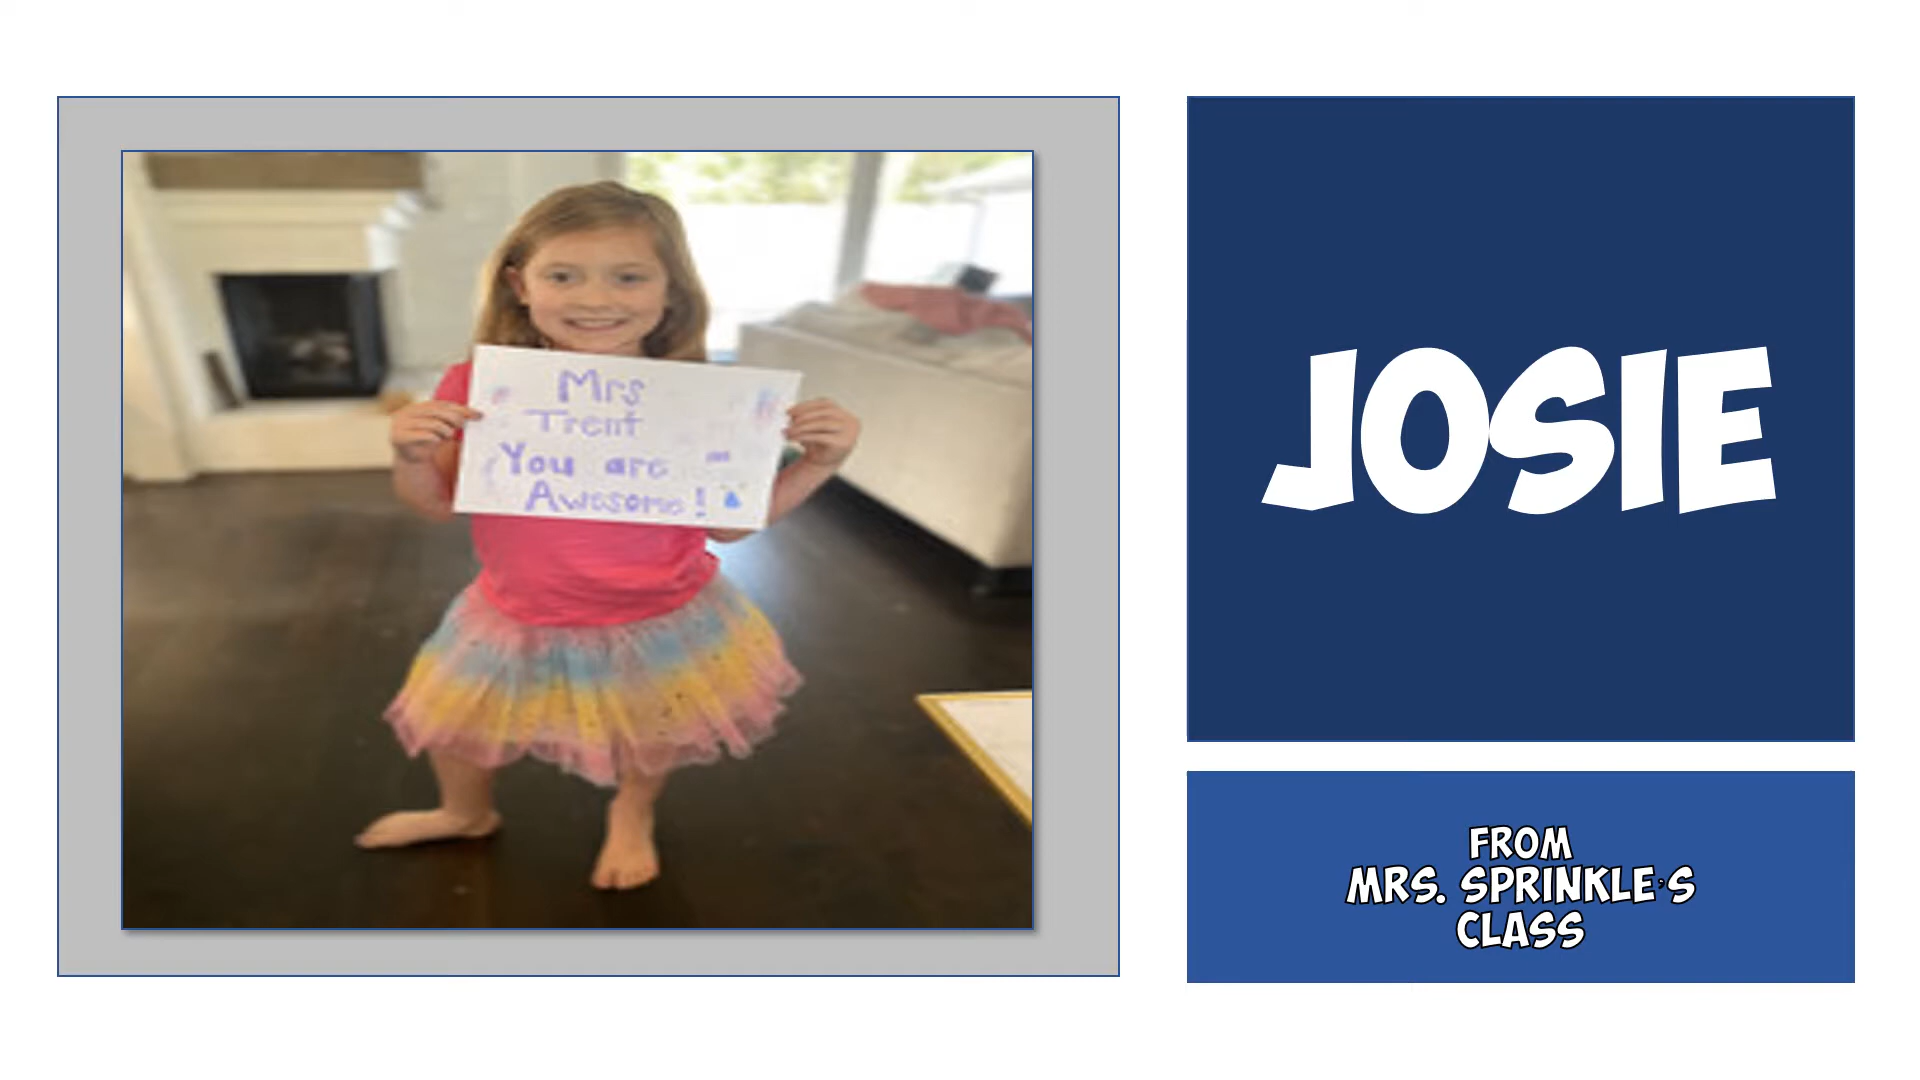 Mrs
Trent
You are
Awesome!
JOSIE
FROM
MRS. SPRINKLE'S
CLASS